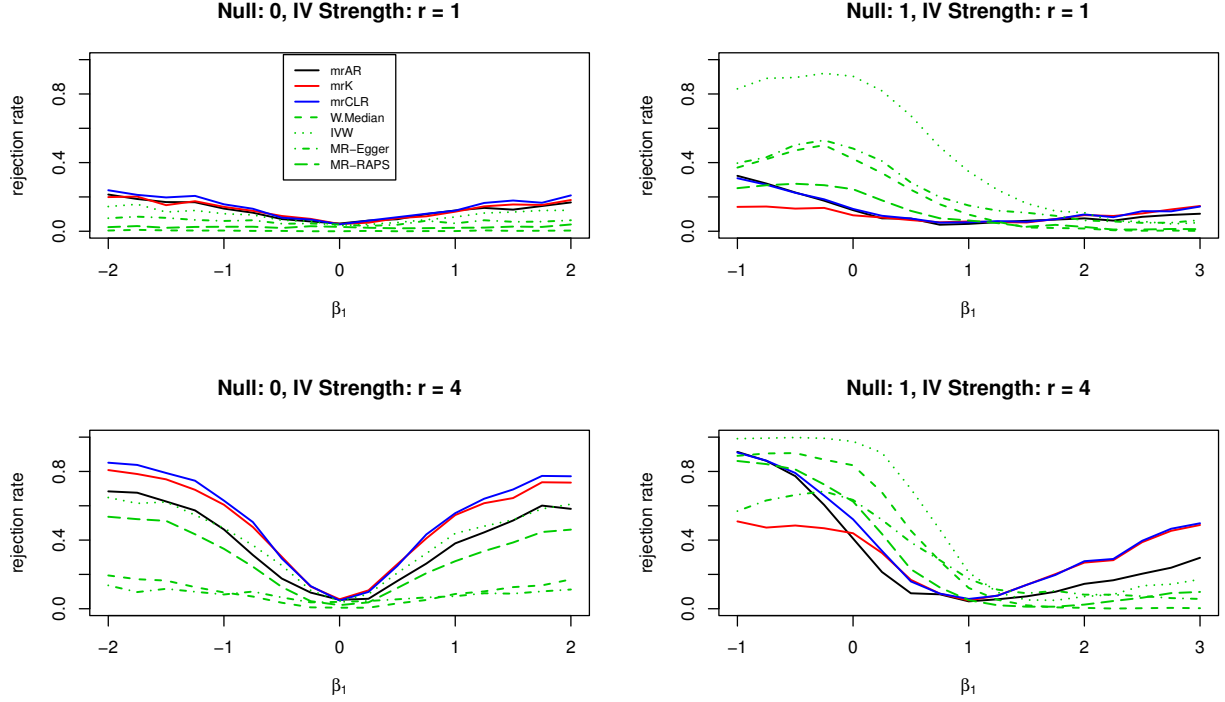 Null: 0, IV Strength: r = 1
rejection rate
0.0 0.4 0.8
mrAR
mrK
mrCLR
W.Median
IVW
MR−Egger
MR−RAPS
−2 −1 0 1 2
β1
Null: 1, IV Strength: r = 1
rejection rate
0.0 0.4 0.8
−1 0 1 2 3
β1
Null: 0, IV Strength: r = 4
rejection rate
0.0 0.4 0.8
−2 −1 0 1 2
β1
Null: 1, IV Strength: r = 4
rejection rate
0.0 0.4 0.8
−1 0 1 2 3
β1